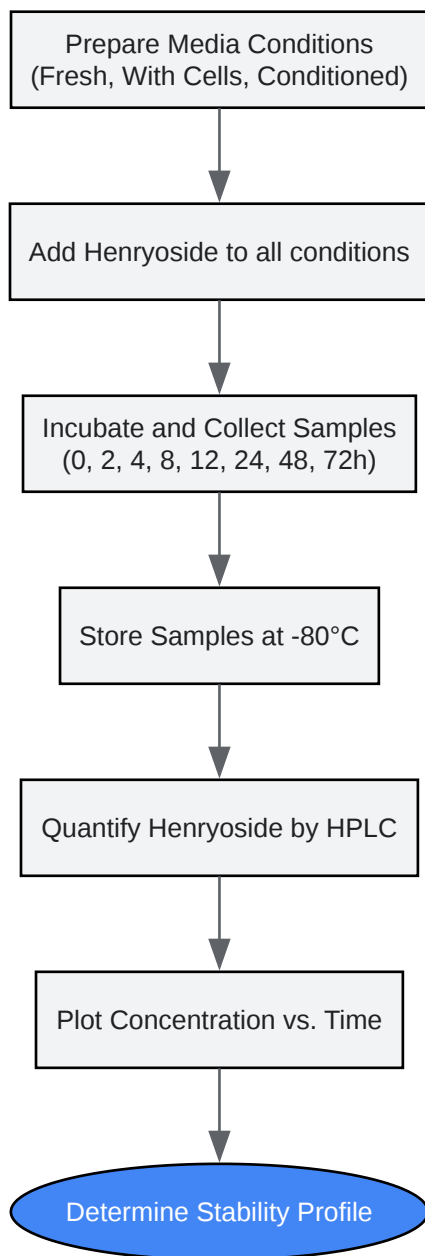 Prepare Media Conditions
(Fresh, With Cells, Conditioned)
Add Henryoside to all conditions
Incubate and Collect Samples
(0, 2, 4, 8, 12, 24, 48, 72h)
Store Samples at -80°C
Quantify Henryoside by HPLC
Plot Concentration vs. Time
Determine Stability Profile